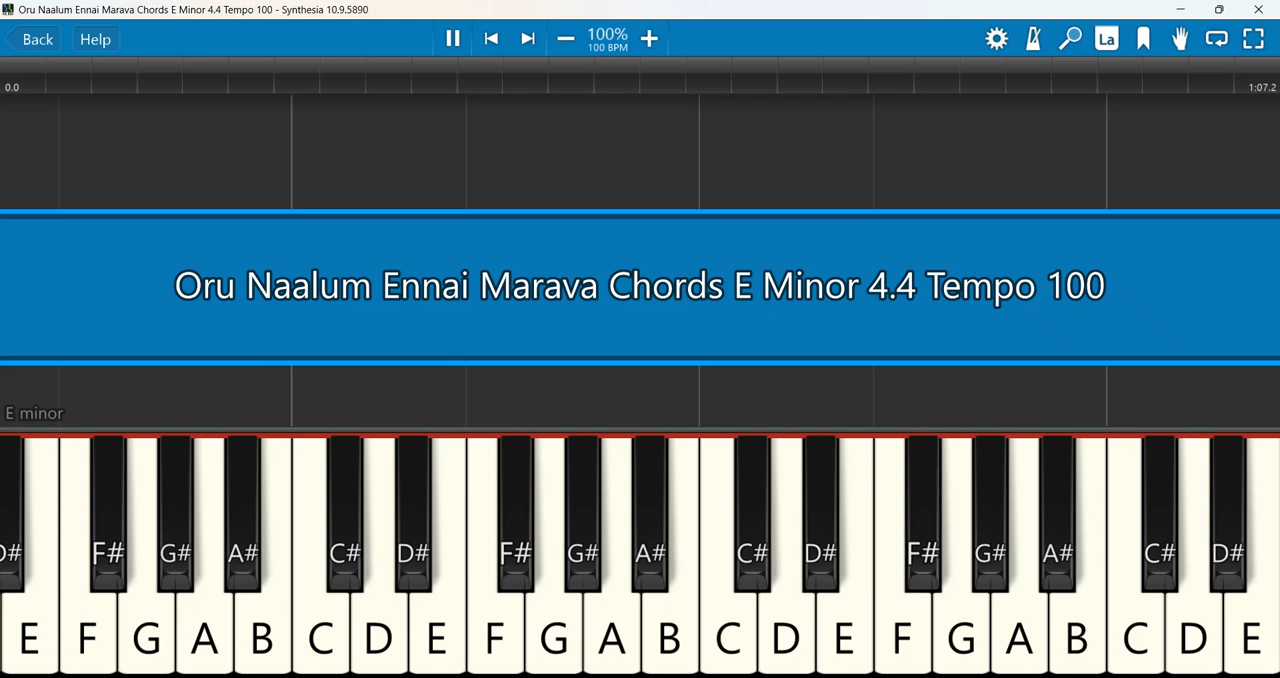 Oru Naalum Ennai Marava Chords E Minor 4.4 Tempo 100 - Synthesia 10.9.5890
Back Help 100% La
100 BPM
0.0 1:07.2
Oru Naalum Ennai Marava Chords E Minor 4.4 Tempo 100
E minor
D# F# G# A# C# D# F# G# A# C# D# F# G# A# C# D#
E F G A B C D E F G A B C D E F G A B C D E